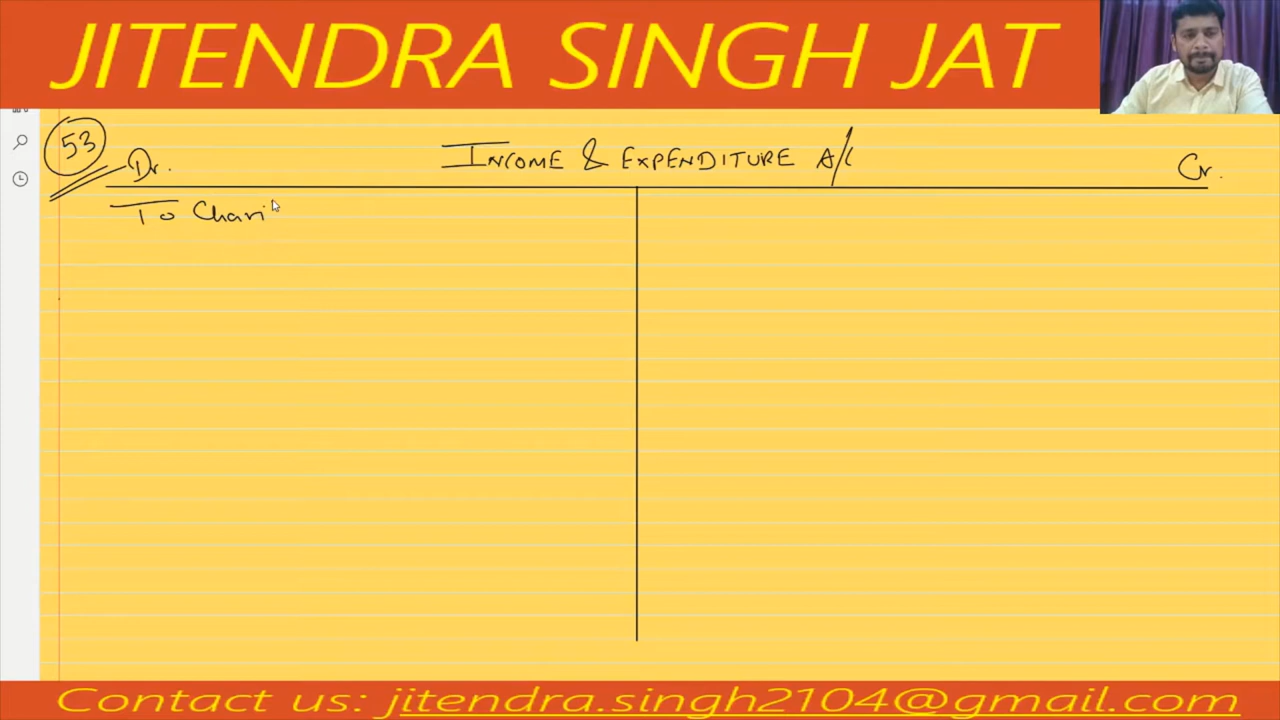 JITENDRA SINGH JAT
53
Dr. INCOME & EXPENDITURE A/C Cr.
To Chari
Contact us: jitendra.singh2104@gmail.com